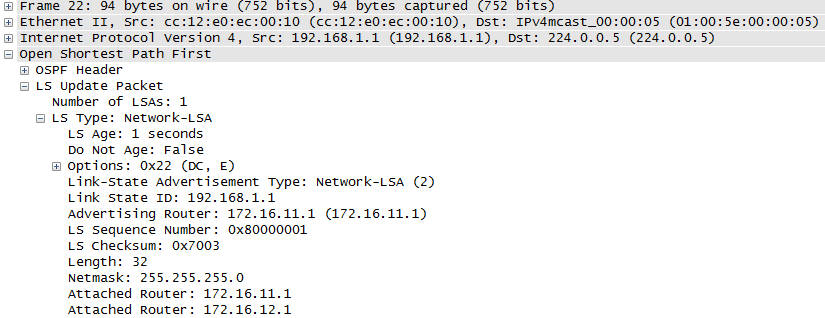 Frame 22: 94 bytes on wire (752 bits), 94 bytes captured (752 bits)
Ethernet II, Src: cc:12:e0:ec:00:10 (cc:12:e0:ec:00:10), Dst: IPv4mcast_00:00:05 (01:00:5e:00:00:05)
Internet Protocol Version 4, Src: 192.168.1.1 (192.168.1.1), Dst: 224.0.0.5 (224.0.0.5)
Open Shortest Path First
OSPF Header
LS Update Packet
Number of LSAs: 1
LS Type: Network-LSA
LS Age: 1 seconds
Do Not Age: False
Options: 0x22 (DC, E)
Link-State Advertisement Type: Network-LSA (2)
Link State ID: 192.168.1.1
Advertising Router: 172.16.11.1 (172.16.11.1)
LS Sequence Number: 0x80000001
LS Checksum: 0x7003
Length: 32
Netmask: 255.255.255.0
Attached Router: 172.16.11.1
Attached Router: 172.16.12.1